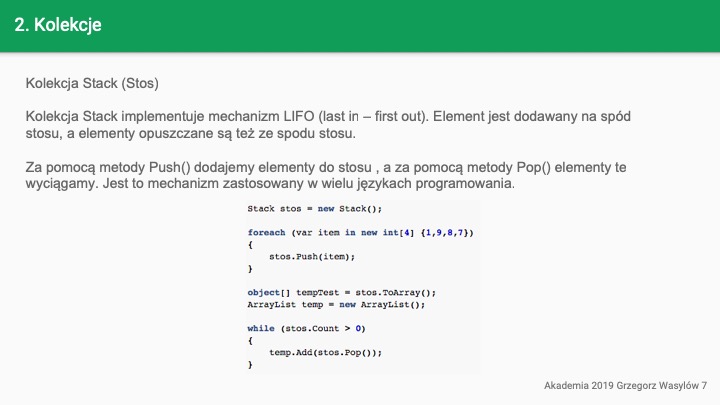 2. Kolekcje
Kolekcja Stack (Stos)
Kolekcja Stack implementuje mechanizm LIFO (last in – first out). Element jest dodawany na spód
stosu, a elementy opuszczane są też ze spodu stosu.
Za pomocą metody Push() dodajemy elementy do stosu , a za pomocą metody Pop() elementy te
wyciągamy. Jest to mechanizm zastosowany w wielu językach programowania.
Stack stos = new Stack();
foreach (var item in new int[4] {1,9,8,7})
{
    stos.Push(item);
}
object[] tempTest = stos.ToArray();
ArrayList temp = new ArrayList();
while (stos.Count > 0)
{
    temp.Add(stos.Pop());
}
Akademia 2019 Grzegorz Wasylów 7